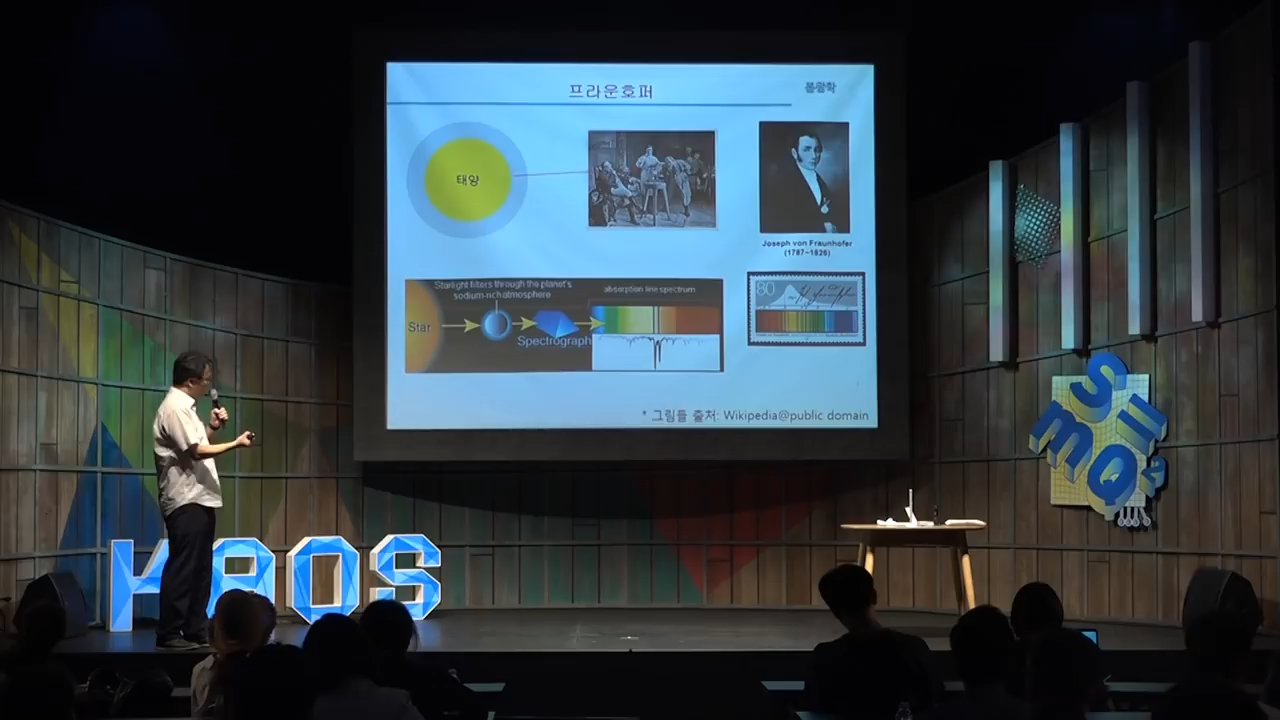 프라운호퍼
분광학
태양
Joseph von Fraunhofer
(1787~1826)
Starlight filters through the planet's
sodium-rich atmosphere
absorption line spectrum
Star
Spectrograph
80
* 그림들 출처: Wikipedia@public domain
KAOS